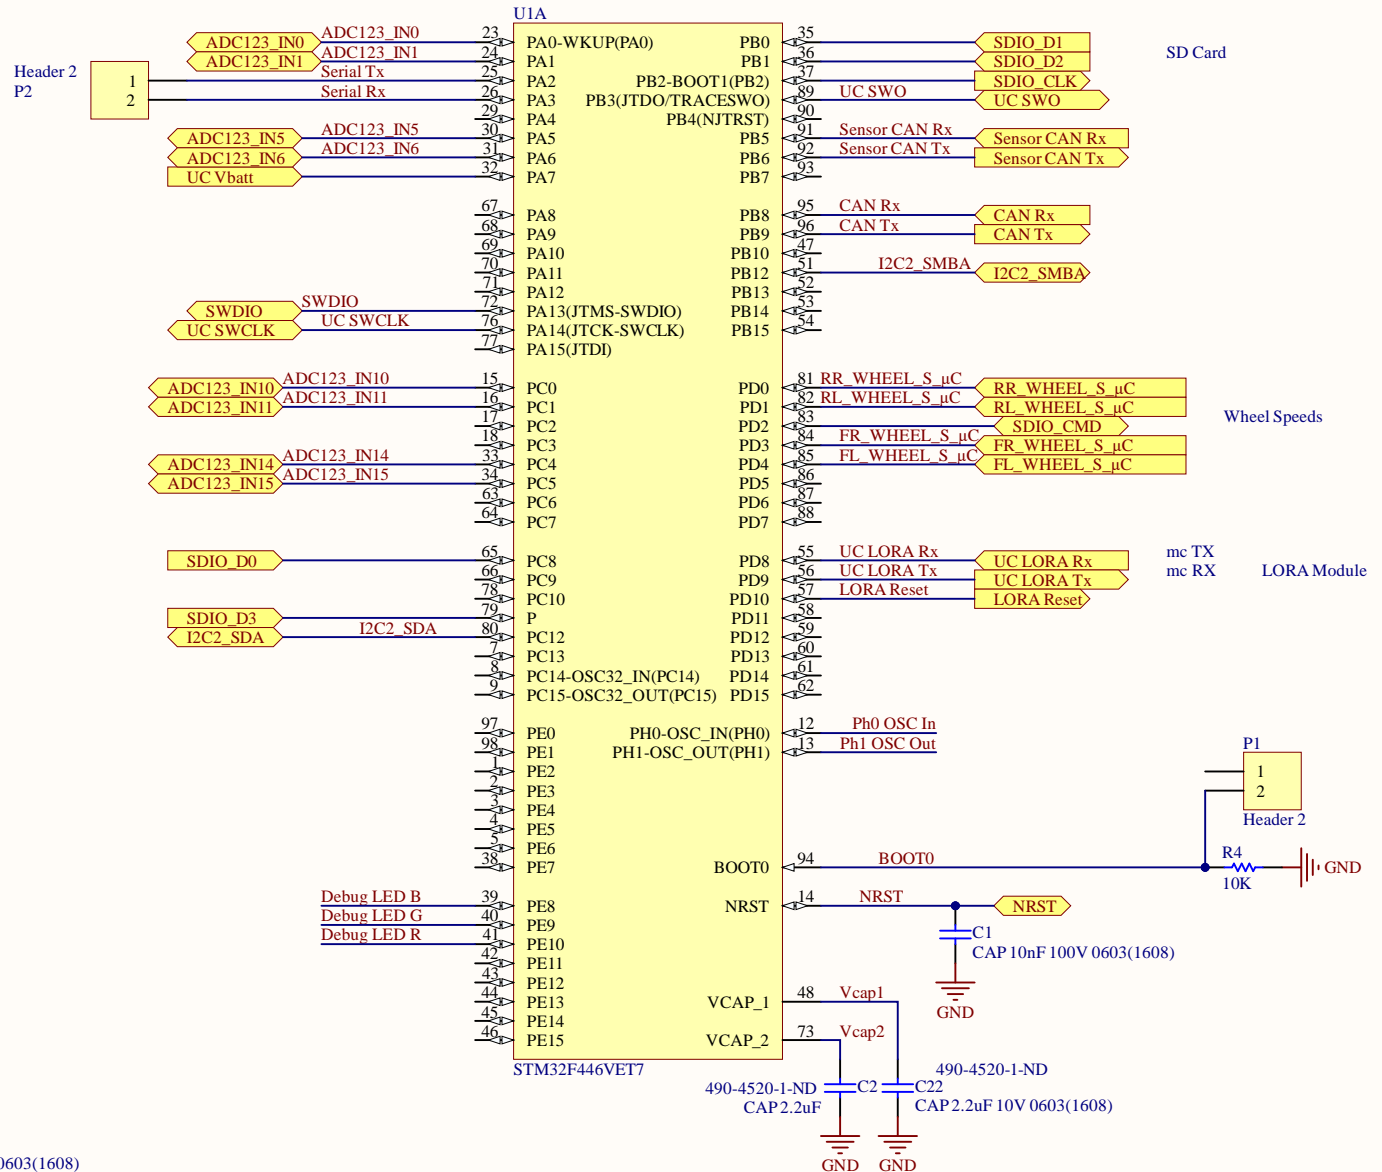 U1A
ADC123_IN0 ADC123_IN0 23 PA0-WKUP(PA0) PB0 35 SDIO_D1
ADC123_IN1 ADC123_IN1 24 PA1 PB1 36 SDIO_D2 SD Card
Header 2 1 Serial Tx 25 PA2 PB2-BOOT1(PB2) 37 SDIO_CLK
P2 2 Serial Rx 26 PA3 PB3(JTDO/TRACESWO) 89 UC SWO UC SWO
29 PA4 PB4(NJTRST) 90
ADC123_IN5 ADC123_IN5 30 PA5 PB5 91 Sensor CAN Rx Sensor CAN Rx
ADC123_IN6 ADC123_IN6 31 PA6 PB6 92 Sensor CAN Tx Sensor CAN Tx
UC Vbatt 32 PA7 PB7 93
67 PA8 PB8 95 CAN Rx CAN Rx
68 PA9 PB9 96 CAN Tx CAN Tx
69 PA10 PB10 47
70 PA11 PB12 51 I2C2_SMBA I2C2_SMBA
71 PA12 PB13 52
SWDIO SWDIO 72 PA13(JTMS-SWDIO) PB14 53
UC SWCLK UC SWCLK 76 PA14(JTCK-SWCLK) PB15 54
77 PA15(JTDI)
ADC123_IN10 ADC123_IN10 15 PC0 PD0 81 RR_WHEEL_S_µC RR_WHEEL_S_µC
ADC123_IN11 ADC123_IN11 16 PC1 PD1 82 RL_WHEEL_S_µC RL_WHEEL_S_µC
17 PC2 PD2 83 SDIO_CMD Wheel Speeds
18 PC3 PD3 84 FR_WHEEL_S_µC FR_WHEEL_S_µC
ADC123_IN14 ADC123_IN14 33 PC4 PD4 85 FL_WHEEL_S_µC FL_WHEEL_S_µC
ADC123_IN15 ADC123_IN15 34 PC5 PD5 86
63 PC6 PD6 87
64 PC7 PD7 88
SDIO_D0 65 PC8 PD8 55 UC LORA Rx UC LORA Rx mc TX
66 PC9 PD9 56 UC LORA Tx UC LORA Tx mc RX LORA Module
78 PC10 PD10 57 LORA Reset LORA Reset
SDIO_D3 79 P PD11 58
I2C2_SDA I2C2_SDA 80 PC12 PD12 59
7 PC13 PD13 60
8 PC14-OSC32_IN(PC14) PD14 61
9 PC15-OSC32_OUT(PC15) PD15 62
97 PE0 PH0-OSC_IN(PH0) 12 Ph0 OSC In
98 PE1 PH1-OSC_OUT(PH1) 13 Ph1 OSC Out P1
1 PE2 1
2 PE3 2
3 PE4
4 PE5 Header 2
5 PE6
38 PE7 BOOT0 94 BOOT0 R4 GND
10K
Debug LED B 39 PE8 NRST 14 NRST NRST
Debug LED G 40 PE9
Debug LED R 41 PE10 C1
42 PE11 CAP 10nF 100V 0603(1608)
43 PE12
44 PE13 VCAP_1 48 Vcap1 GND
45 PE14
46 PE15 VCAP_2 73 Vcap2
STM32F446VET7 490-4520-1-ND
490-4520-1-ND C2 C22
CAP 2.2uF CAP 2.2uF 10V 0603(1608)
GND GND
0603(1608)